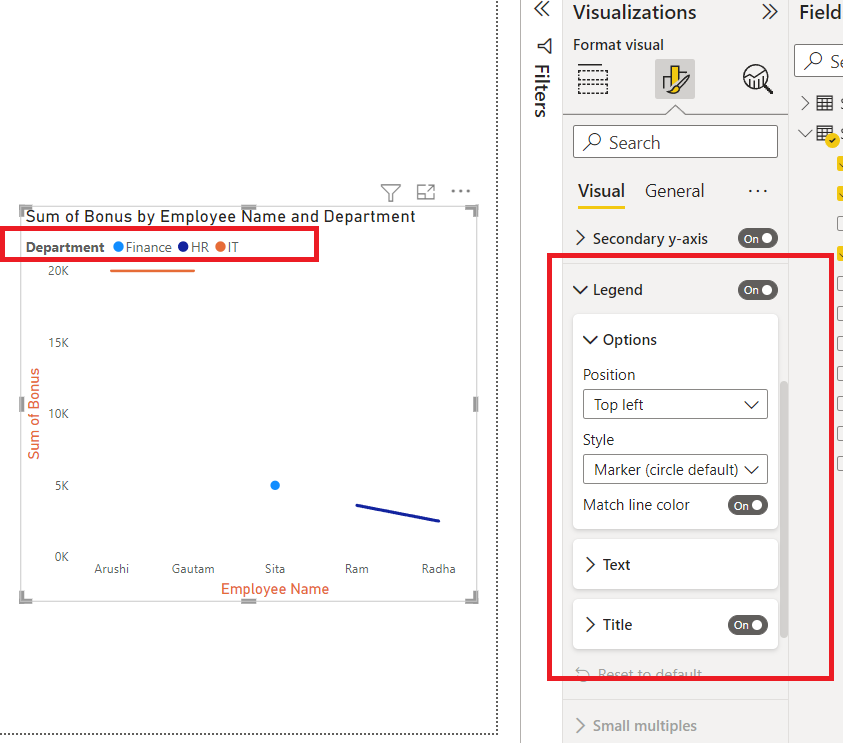 Sum of Bonus by Employee Name and Department
Department Finance HR IT
20K
15K
10K
5K
0K
Sum of Bonus
Arushi Gautam Sita Ram Radha
Employee Name
Filters
Visualizations
Format visual
Search
Visual General
Secondary y-axis On
Legend On
Options
Position
Top left
Style
Marker (circle default)
Match line color On
Text
Title On
Reset to default
Small multiples
Field
Se